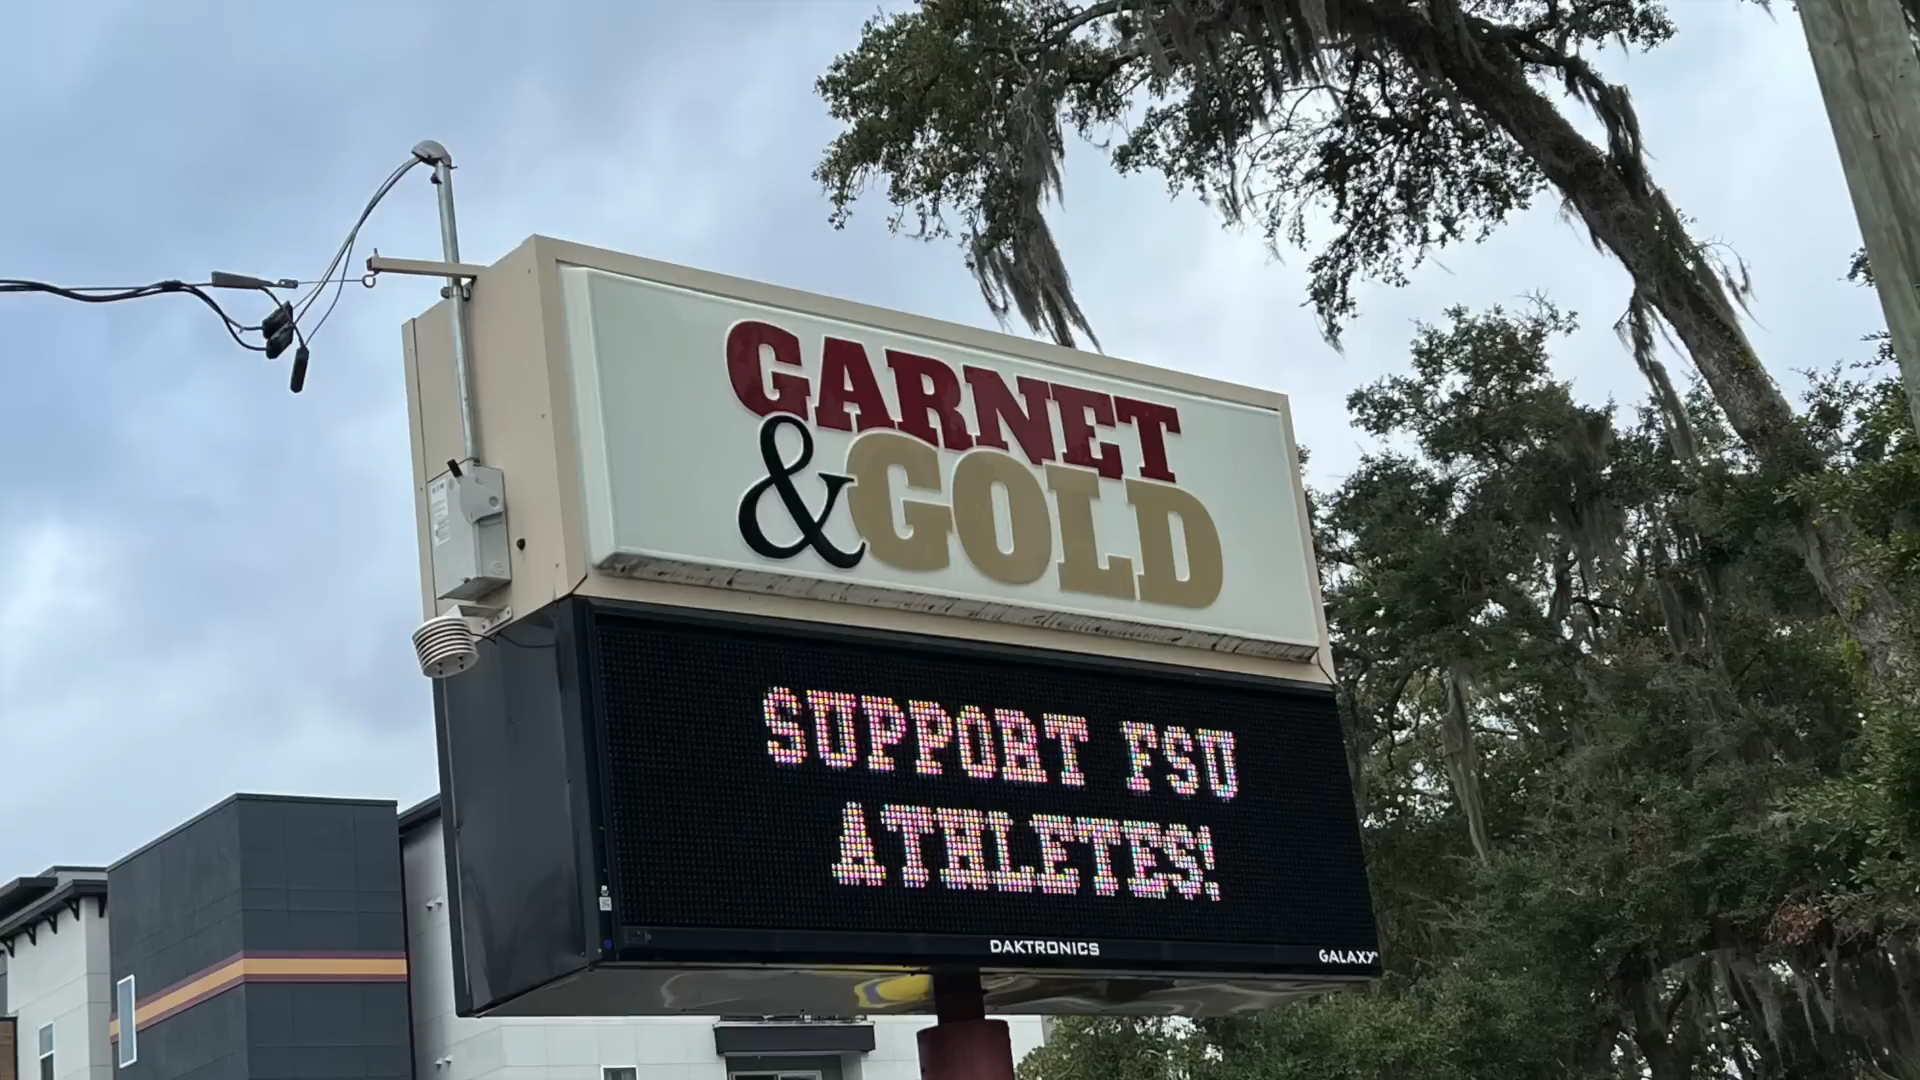 GARNET
&GOLD
SUPPORT FSU
ATHLETES!
DAKTRONICS
GALAXY